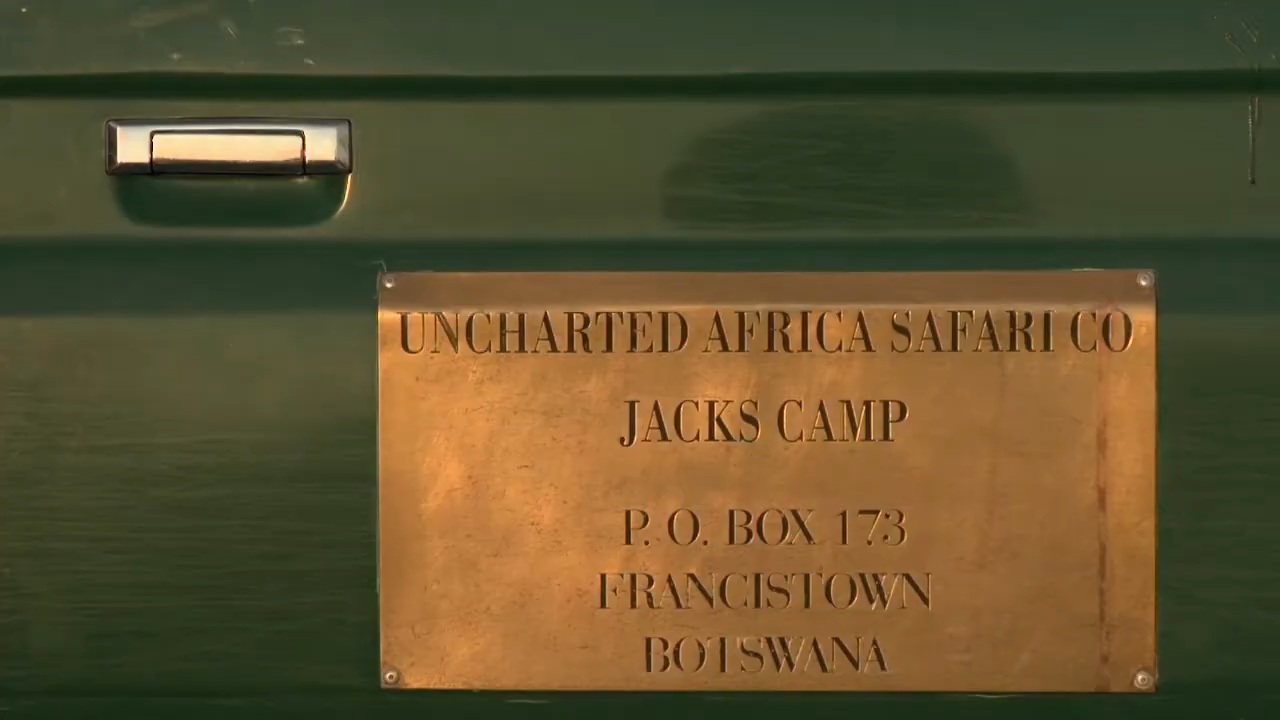 UNCHARTED AFRICA SAFARI CO
JACKS CAMP
P. O. BOX 173
FRANCISTOWN
BOTSWANA